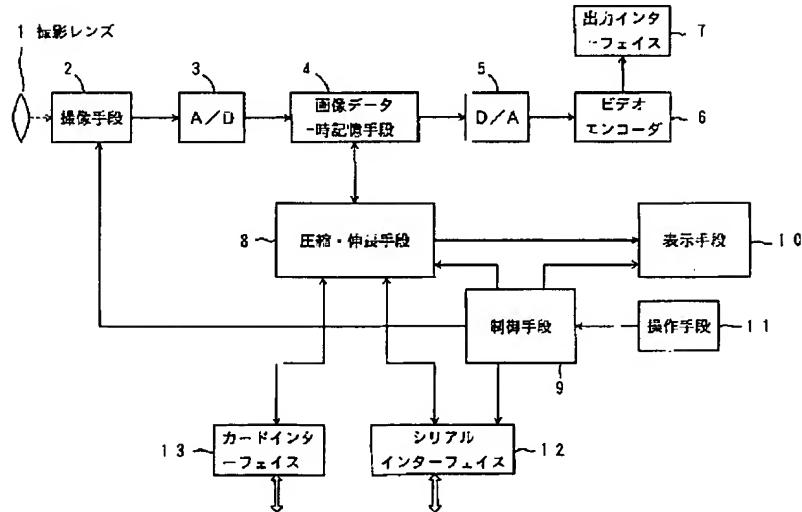 1 撮影レンズ
2
撮像手段
3
A/D
4
画像データ
一時記憶手段
5
D/A
6
ビデオ
エンコーダ
7
出力インタ
ーフェイス
8
圧縮・伸長手段
表示手段
10
制御手段
9
操作手段
11
13
カードインタ
ーフェイス
シリアル
インターフェイス
12